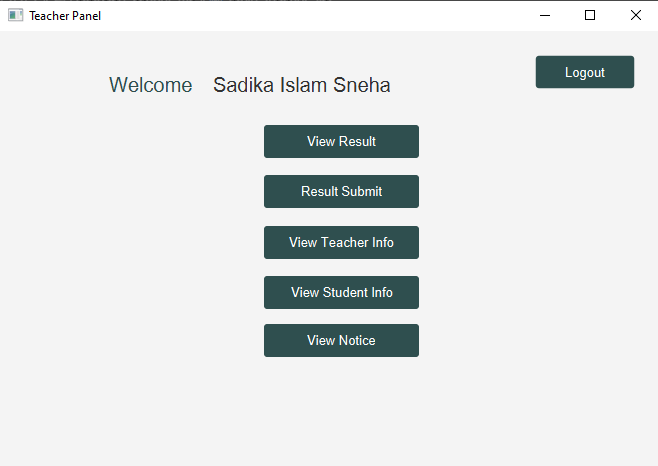 Teacher Panel
Logout
Welcome Sadika Islam Sneha
View Result
Result Submit
View Teacher Info
View Student Info
View Notice